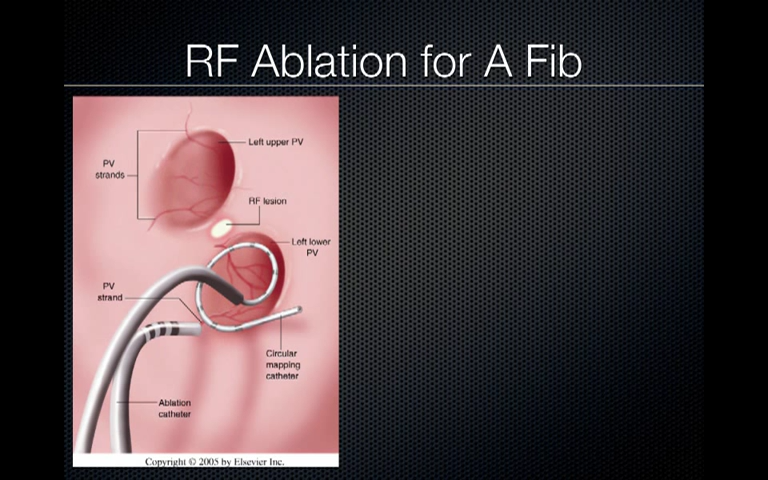 RF Ablation for A Fib
Left upper PV
PV
strands
RF lesion
Left lower
PV
PV
strand
Circular
mapping
catheter
Ablation
catheter
Copyright © 2005 by Elsevier Inc.